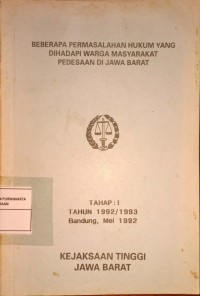 BEBERAPA PERMASALAHAN HUKUM YANG
DIHADAPI WARGA MASYARAKAT
PEDESAAN DI JAWA BARAT
PURWAKARTA
TAHAP : I
TAHUN 1992/1993
Bandung, Mei 1992
KEJAKSAAN TINGGI
JAWA BARAT